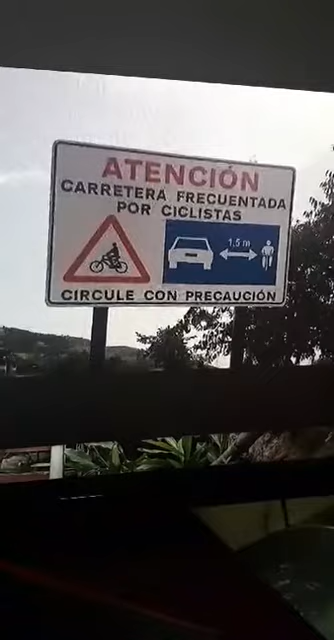 ATENCIÓN
CARRETERA FRECUENTADA
POR CICLISTAS
1,5 m
CIRCULE CON PRECAUCIÓN